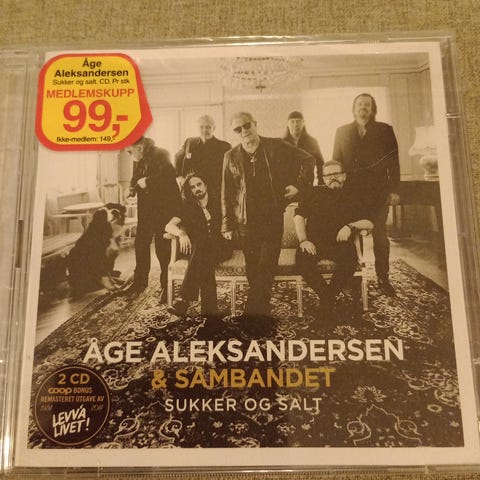 Åge
Aleksandersen
Sukker og salt. CD. Pr stk
MEDLEMSKUPP
99,-
Ikke-medlem: 149,-
ÅGE ALEKSANDERSEN
& SAMBANDET
SUKKER OG SALT
2 CD
COOP BONUS
REMASTERET UTGAVE AV
LEVVA
LIVET!